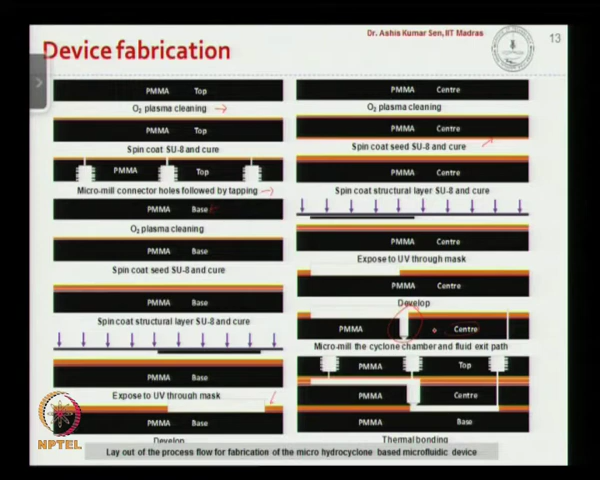 Dr. Ashis Kumar Sen, IIT Madras
13
Device fabrication
PMMA Top
O2 plasma cleaning
PMMA Top
Spin coat SU-8 and cure
PMMA Top
Micro-mill connector holes followed by tapping
PMMA Base
O2 plasma cleaning
PMMA Base
Spin coat seed SU-8 and cure
PMMA Base
Spin coat structural layer SU-8 and cure
PMMA Base
Expose to UV through mask
PMMA Base
Develop
PMMA Centre
O2 plasma cleaning
PMMA Centre
Spin coat seed SU-8 and cure
PMMA Centre
Spin coat structural layer SU-8 and cure
PMMA Centre
Expose to UV through mask
PMMA Centre
Develop
PMMA Centre
Micro-mill the cyclone chamber and fluid exit path
PMMA Top
PMMA Centre
PMMA Base
Thermal bonding
NPTEL
Lay out of the process flow for fabrication of the micro hydrocyclone based microfluidic device